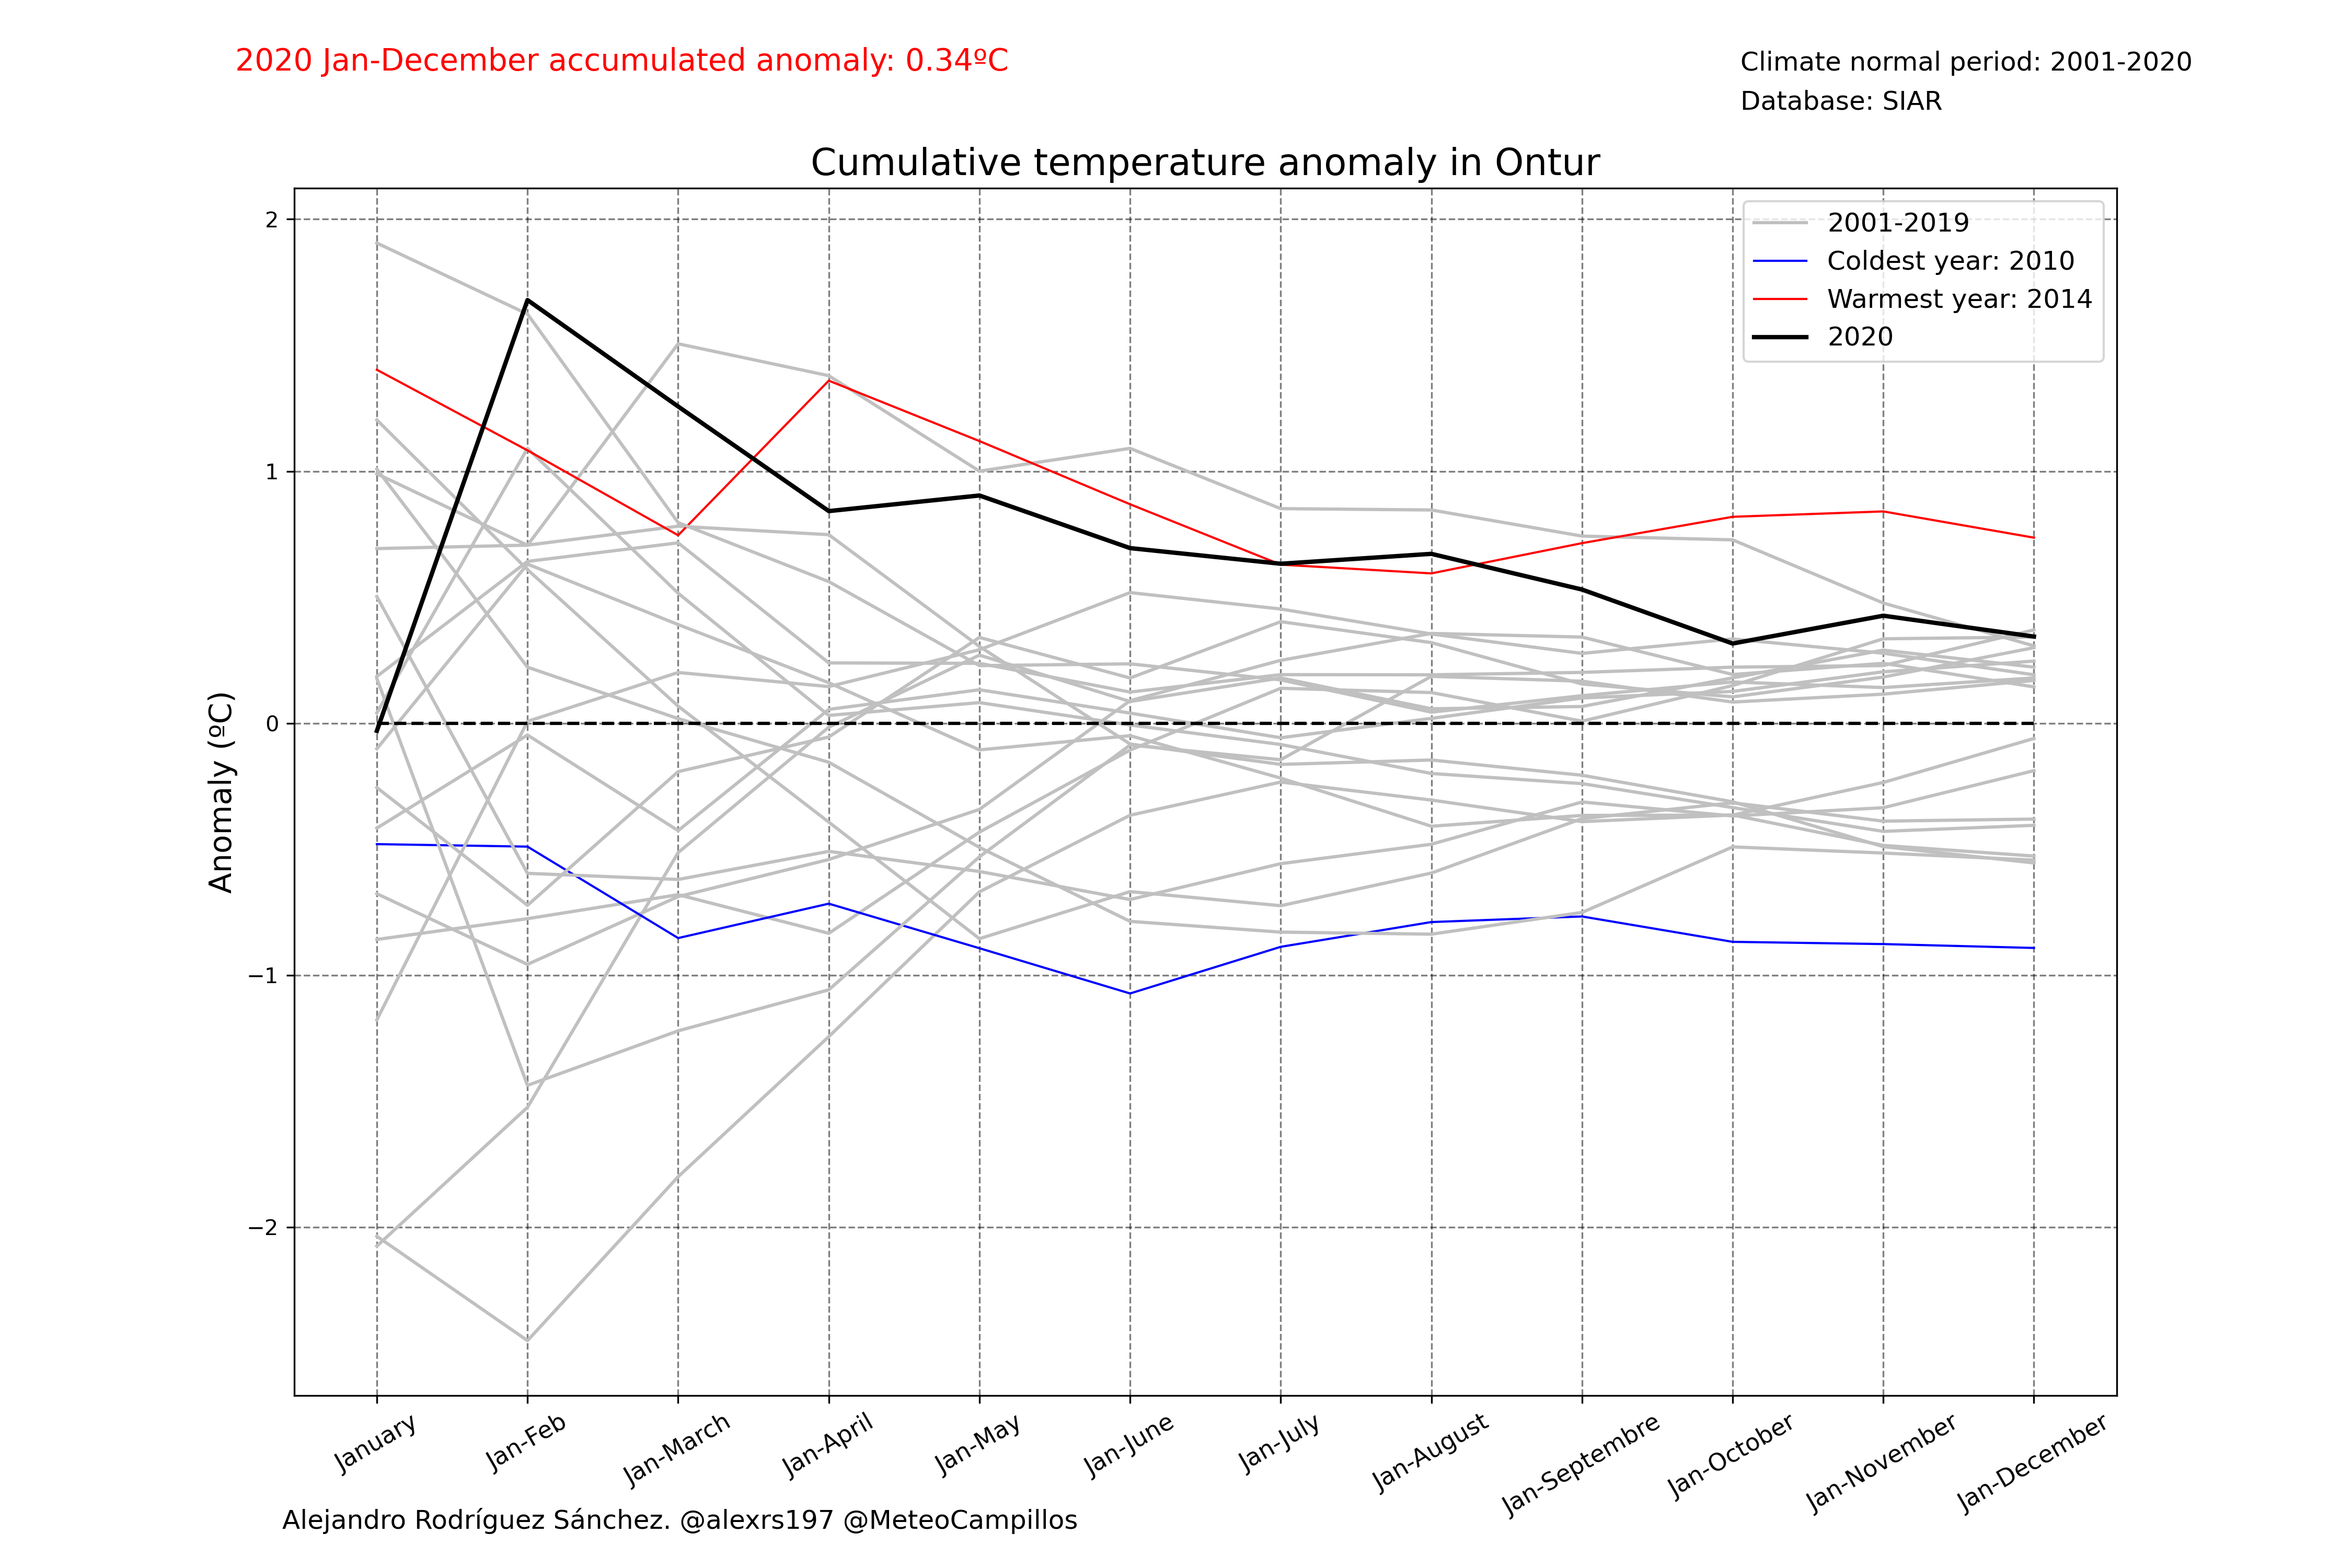 2020 Jan-December accumulated anomaly: 0.34ºC
Climate normal period: 2001-2020
Database: SIAR
Cumulative temperature anomaly in Ontur
2001-2019
Coldest year: 2010
Warmest year: 2014
2020
Anomaly (ºC)
2
1
0
−1
−2
January
Jan-Feb
Jan-March
Jan-April
Jan-May
Jan-June
Jan-July
Jan-August
Jan-Septembre
Jan-October
Jan-November
Jan-December
Alejandro Rodríguez Sánchez. @alexrs197 @MeteoCampillos